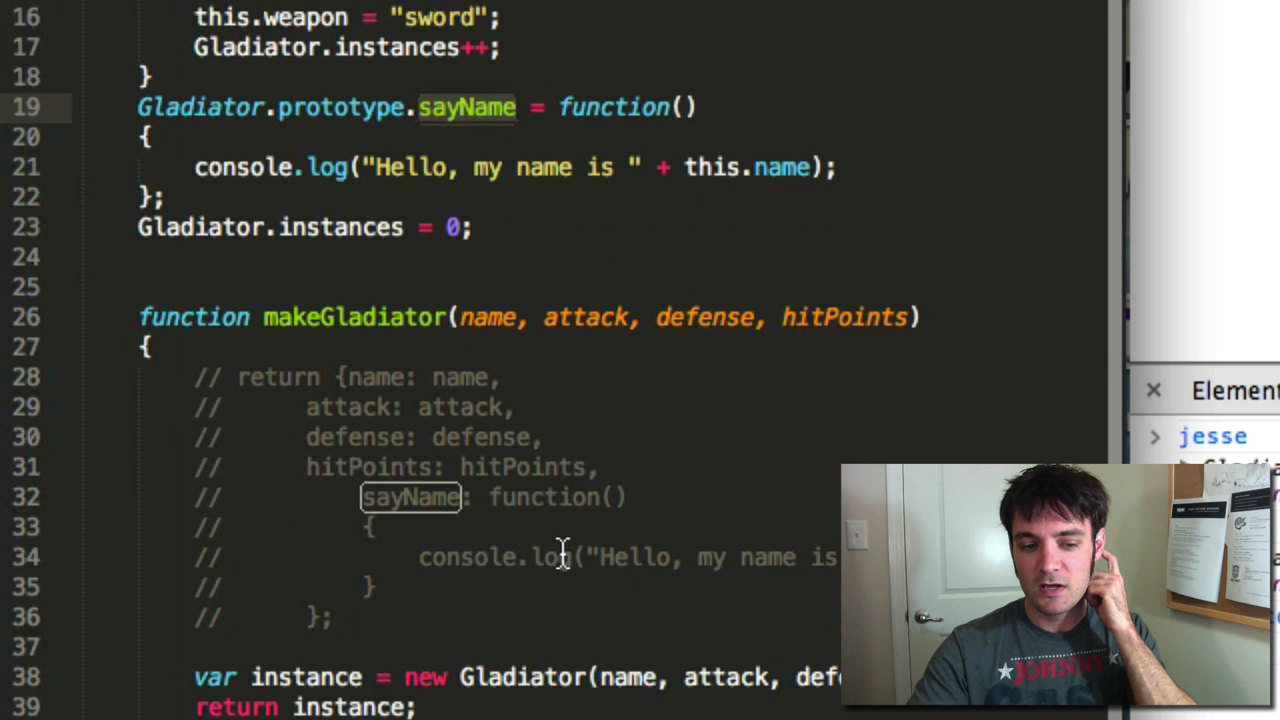 16 this.weapon = "sword";
17 Gladiator.instances++;
18 }
19 Gladiator.prototype.sayName = function()
20 {
21 console.log("Hello, my name is " + this.name);
22 };
23 Gladiator.instances = 0;
24
25
26 function makeGladiator(name, attack, defense, hitPoints)
27 {
28 // return {name: name,
29 // attack: attack,
30 // defense: defense,
31 // hitPoints: hitPoints,
32 // sayName: function()
33 // {
34 // console.log("Hello, my name is
35 // }
36 // };
37
38 var instance = new Gladiator(name, attack, def
39 return instance;
× Element
> jesse
JOHNNY